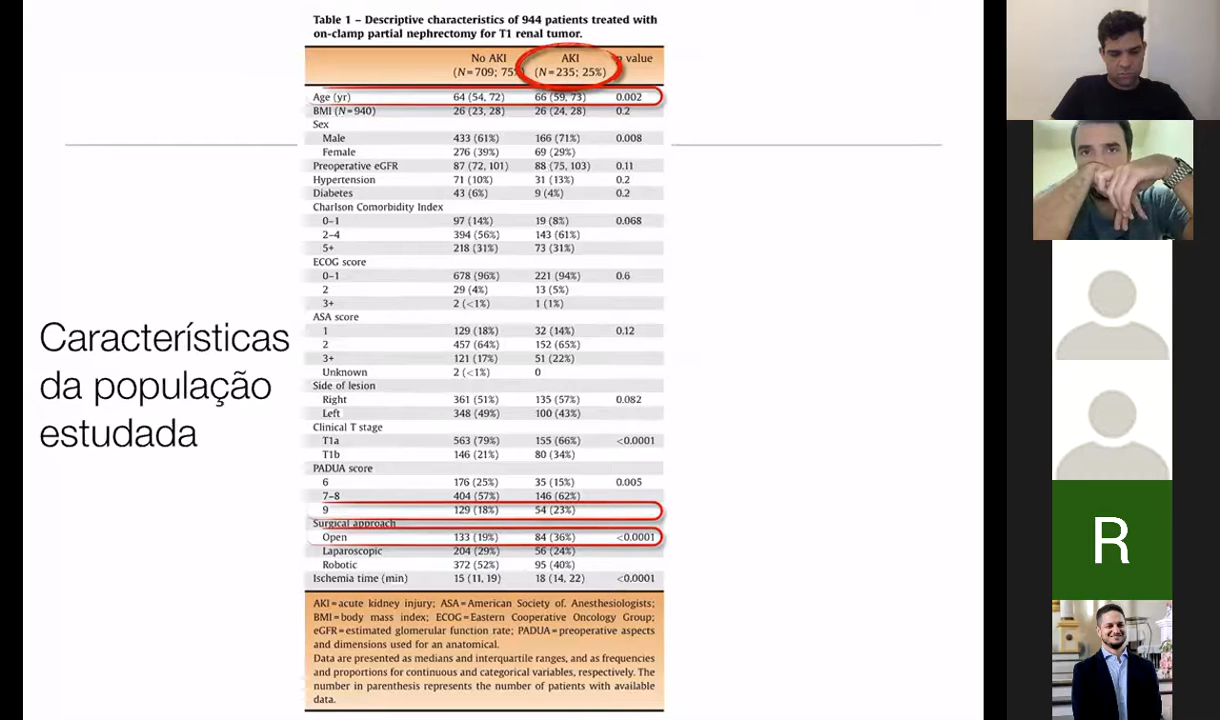 Características
da população
estudada
Table 1 – Descriptive characteristics of 944 patients treated with
on-clamp partial nephrectomy for T1 renal tumor.
No AKI AKI value
(N=709; 75% (N=235; 25%)
Age (yr) 64 (54, 72) 66 (59, 73) 0.002
BMI (N=940) 26 (23, 28) 26 (24, 28) 0.2
Sex
Male 433 (61%) 166 (71%) 0.008
Female 276 (39%) 69 (29%)
Preoperative eGFR 87 (72, 101) 88 (75, 103) 0.11
Hypertension 71 (10%) 31 (13%) 0.2
Diabetes 43 (6%) 9 (4%) 0.2
Charlson Comorbidity Index
0–1 97 (14%) 19 (8%) 0.068
2–4 394 (56%) 143 (61%)
5+ 218 (31%) 73 (31%)
ECOG score
0–1 678 (96%) 221 (94%) 0.6
2 29 (4%) 13 (5%)
3+ 2 (<1%) 1 (1%)
ASA score
1 129 (18%) 32 (14%) 0.12
2 457 (64%) 152 (65%)
3+ 121 (17%) 51 (22%)
Unknown 2 (<1%) 0
Side of lesion
Right 361 (51%) 135 (57%) 0.082
Left 348 (49%) 100 (43%)
Clinical T stage
T1a 563 (79%) 155 (66%) <0.0001
T1b 146 (21%) 80 (34%)
PADUA score
6 176 (25%) 35 (15%) 0.005
7–8 404 (57%) 146 (62%)
9 129 (18%) 54 (23%)
Surgical approach
Open 133 (19%) 84 (36%) <0.0001
Laparoscopic 204 (29%) 56 (24%)
Robotic 372 (52%) 95 (40%)
Ischemia time (min) 15 (11, 19) 18 (14, 22) <0.0001
AKI=acute kidney injury; ASA=American Society of. Anesthesiologists;
BMI=body mass index; ECOG=Eastern Cooperative Oncology Group;
eGFR=estimated glomerular function rate; PADUA=preoperative aspects
and dimensions used for an anatomical.
Data are presented as medians and interquartile ranges, and as frequencies
and proportions for continuous and categorical variables, respectively. The
number in parenthesis represents the number of patients with available
data.
R